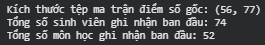 Kích thước tệp ma trận điểm số gốc: (56, 77)
Tổng số sinh viên ghi nhận ban đầu: 74
Tổng số môn học ghi nhận ban đầu: 52